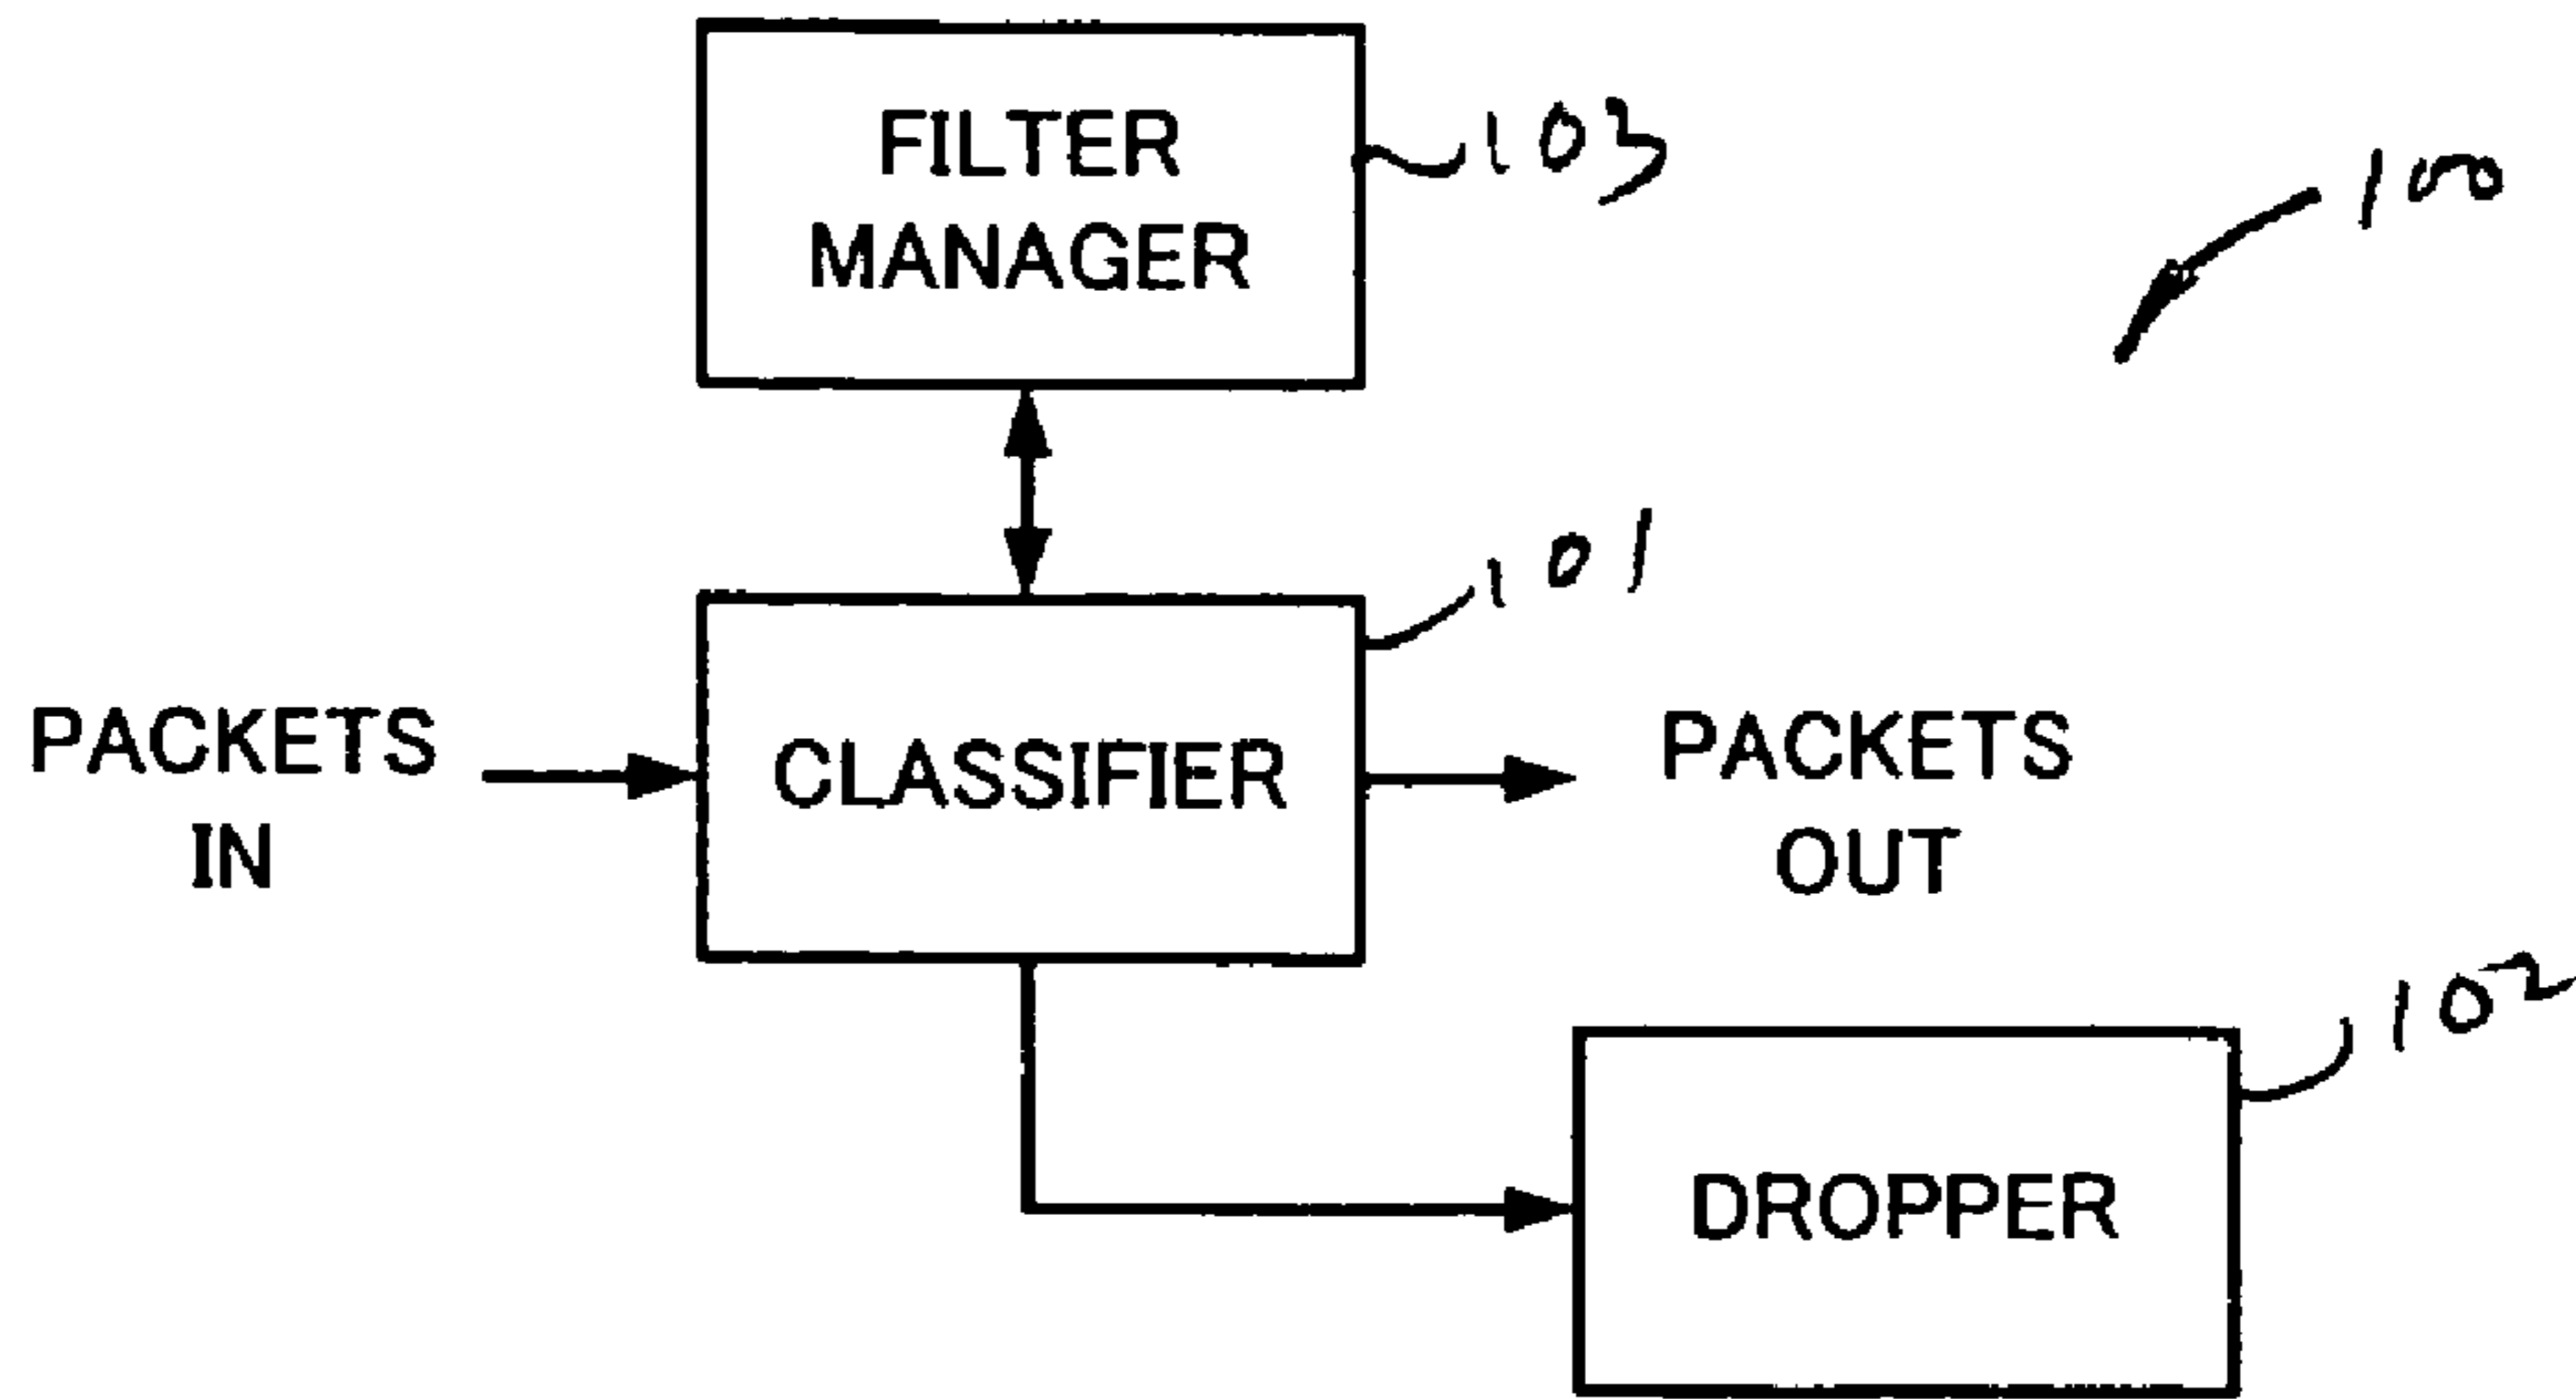 FILTER
MANAGER
103
100
101
PACKETS
IN
CLASSIFIER
PACKETS
OUT
102
DROPPER